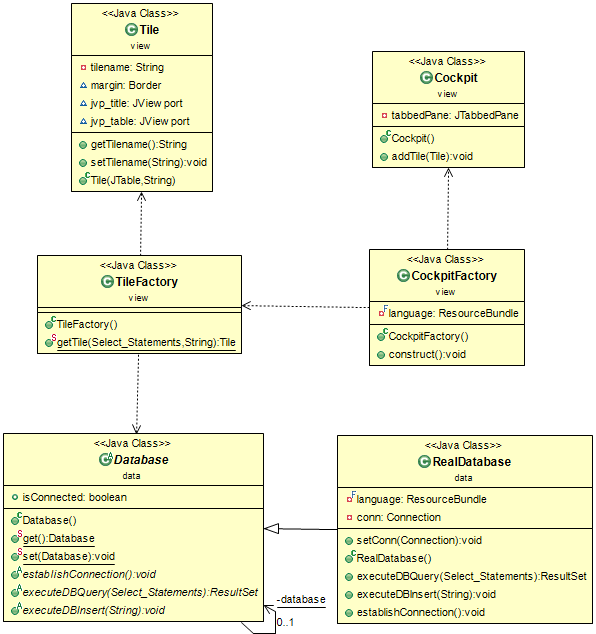 <<Java Class>>
Tile
view
tilename: String
margin: Border
jvp_title: JView port
jvp_table: JView port
getTilename():String
setTilename(String):void
Tile(JTable,String)
<<Java Class>>
Cockpit
view
tabbedPane: JTabbedPane
Cockpit()
addTile(Tile):void
<<Java Class>>
TileFactory
view
TileFactory()
getTile(Select_Statements,String):Tile
<<Java Class>>
CockpitFactory
view
language: ResourceBundle
CockpitFactory()
construct():void
<<Java Class>>
Database
data
isConnected: boolean
Database()
get():Database
set(Database):void
establishConnection():void
executeDBQuery(Select_Statements):ResultSet
executeDBInsert(String):void
-database
0..1
<<Java Class>>
RealDatabase
data
language: ResourceBundle
conn: Connection
setConn(Connection):void
RealDatabase()
executeDBQuery(Select_Statements):ResultSet
executeDBInsert(String):void
establishConnection():void